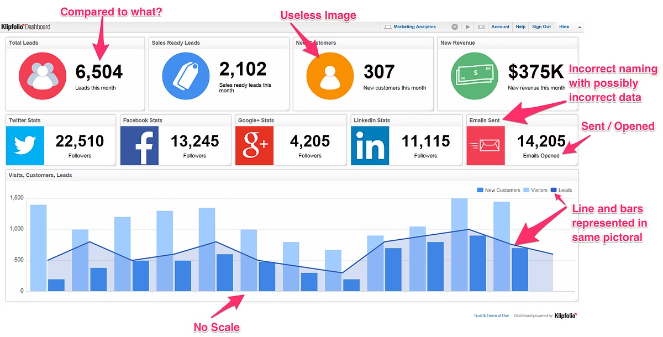 Compared to what?
Useless Image
Klipfolio Dashboard
Marketing Analytics
Account Help Sign Out Hide
Total Leads
Sales Ready Leads
New Customers
New Revenue
6,504
Leads this month
2,102
Sales ready leads this
month
307
New customers this month
$375K
New revenue this month
Incorrect naming
with possibly
incorrect data
Twitter Stats
Facebook Stats
Google+ Stats
LinkedIn Stats
Emails Sent
22,510
Followers
13,245
Followers
4,205
Followers
11,115
Followers
14,205
Emails Opened
Sent / Opened
Visits, Customers, Leads
New Customers Visitors Leads
1,500
1,000
500
0
Line and bars
represented in
same pictoral
No Scale
Dashboard powered by Klipfolio